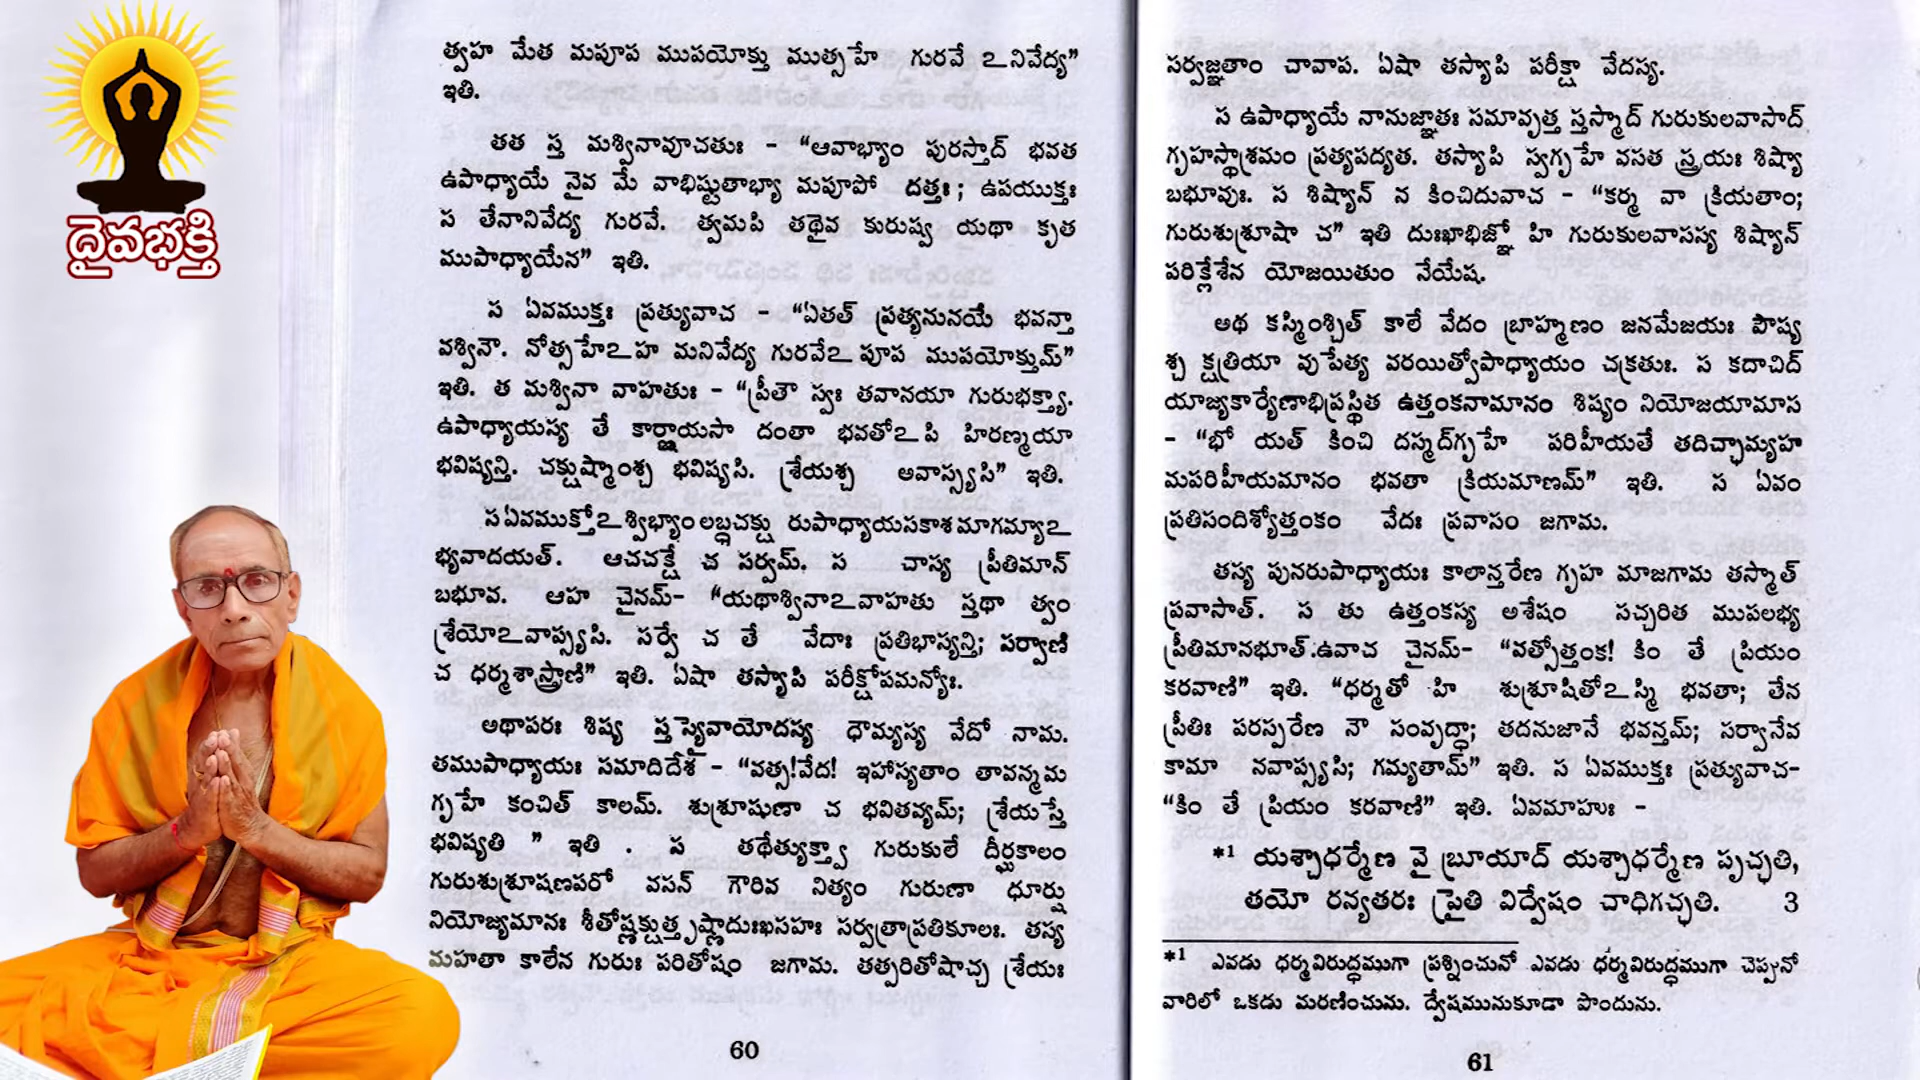 దైవభక్తి
త్వహ మేత మపూప ముపయోక్తు ముత్సహే గురవే ఽ నివేద్య”
ఇతి.
తత స్త మశ్వినావూచతుః - “ఆవాభ్యాం పురస్తాద్ భవత
ఉపాధ్యాయే నైవ మే వాభిష్టుతాభ్యా మపూపో దత్తః; ఉపయుక్తః
స తేనానివేద్య గురవే. త్వమపి తథైవ కురుష్వ యథా కృత
ముపాధ్యాయేన” ఇతి.
స ఏవముక్తః ప్రత్యువాచ - “ఏతత్ ప్రత్యనునయే భవన్తా
వశ్వినౌ. నోత్సహేఽహ మనివేద్య గురవేఽపూప ముపయోక్తుమ్”
ఇతి. త మశ్వినా వాహతుః - “ప్రీతౌ స్వః తవానయా గురుభక్త్యా.
ఉపాధ్యాయస్య తే కార్ష్ణాయసా దంతా భవతోఽపి హిరణ్మయా
భవిష్యన్తి. చక్షుష్మాంశ్చ భవిష్యసి. శ్రేయశ్చ అవాప్స్యసి” ఇతి.
స ఏవముక్తోఽశ్విభ్యాం లబ్ధచక్షు రుపాధ్యాయసకాశ మాగమ్యాఽ
భ్యవాదయత్. ఆచచక్షే చ సర్వమ్. స చాస్య ప్రీతిమాన్
బభూవ. ఆహ చైనమ్- “యథాశ్వినాఽవాహతు స్తథా త్వం
శ్రేయోఽవాప్స్యసి. సర్వే చ తే వేదాః ప్రతిభాస్యన్తి; సర్వాణి
చ ధర్మశాస్త్రాణి” ఇతి. ఏషా తస్యాపి పరీక్షోపమన్యోః.
అథాపరః శిష్య స్తస్యైవాయోదస్య ధౌమ్యస్య వేదో నామ.
తముపాధ్యాయః సమాదిదేశ - “వత్స!వేద! ఇహాస్యతాం తావన్మమ
గృహే కంచిత్ కాలమ్. శుశ్రూషుణా చ భవితవ్యమ్; శ్రేయస్తే
భవిష్యతి ” ఇతి . స తథేత్యుక్త్వా గురుకులే దీర్ఘకాలం
గురుశుశ్రూషణపరో వసన్ గౌరివ నిత్యం గురుణా ధూర్షు
నియోజ్యమానః శీతోష్ణక్షుత్తృష్ణాదుఃఖసహః సర్వత్రాప్రతికూలః. తస్య
మహతా కాలేన గురుః పరితోషం జగామ. తత్పరితోషాచ్చ శ్రేయః
60
సర్వజ్ఞతాం చావాప. ఏషా తస్యాపి పరీక్షా వేదస్య.
స ఉపాధ్యాయే నానుజ్ఞాతః సమావృత్త స్తస్మాద్ గురుకులవాసాద్
గృహస్థాశ్రమం ప్రత్యపద్యత. తస్యాపి స్వగృహే వసత స్త్రయః శిష్యా
బభూవుః. స శిష్యాన్ న కించిదువాచ - “కర్మ వా క్రియతాం;
గురుశుశ్రూషా చ” ఇతి దుఃఖాభిజ్ఞో హి గురుకులవాసస్య శిష్యాన్
పరిక్లేశేన యోజయితుం నేయేష.
అథ కస్మింశ్చిత్ కాలే వేదం బ్రాహ్మణం జనమేజయః పౌష్య
శ్చ క్షత్రియా వుపేత్య వరయిత్వోపాధ్యాయం చక్రతుః. స కదాచిద్
యాజ్యకార్యేణాభిప్రస్థిత ఉత్తంకనామానం శిష్యం నియోజయామాస
- “భో యత్ కించి దస్మద్‌గృహే పరిహీయతే తదిచ్ఛామ్యహ
మపరిహీయమానం భవతా క్రియమాణమ్” ఇతి. స ఏవం
ప్రతిసందిశ్యోత్తంకం వేదః ప్రవాసం జగామ.
తస్య పునరుపాధ్యాయః కాలాన్తరేణ గృహ మాజగామ తస్మాత్
ప్రవాసాత్. స తు ఉత్తంకస్య అశేషం సచ్చరిత ముపలభ్య
ప్రీతిమానభూత్.ఉవాచ చైనమ్- “వత్సోత్తంక! కిం తే ప్రియం
కరవాణి” ఇతి. “ధర్మతో హి శుశ్రూషితోఽస్మి భవతా; తేన
ప్రీతిః పరస్పరేణ నౌ సంవృద్ధా; తదనుజానే భవన్తమ్; సర్వానేవ
కామా నవాప్స్యసి; గమ్యతామ్” ఇతి. స ఏవముక్తః ప్రత్యువాచ-
“కిం తే ప్రియం కరవాణి” ఇతి. ఏవమాహుః -
*1 యశ్చాధర్మేణ వై బ్రూయాద్ యశ్చాధర్మేణ పృచ్ఛతి,
తయో రన్యతరః ప్రైతి విద్వేషం చాధిగచ్ఛతి. 3
*1 ఎవడు ధర్మవిరుద్ధముగా ప్రశ్నించునో ఎవడు ధర్మవిరుద్ధముగా చెప్పునో
వారిలో ఒకడు మరణించును. ద్వేషమునుకూడా పొందును.
61